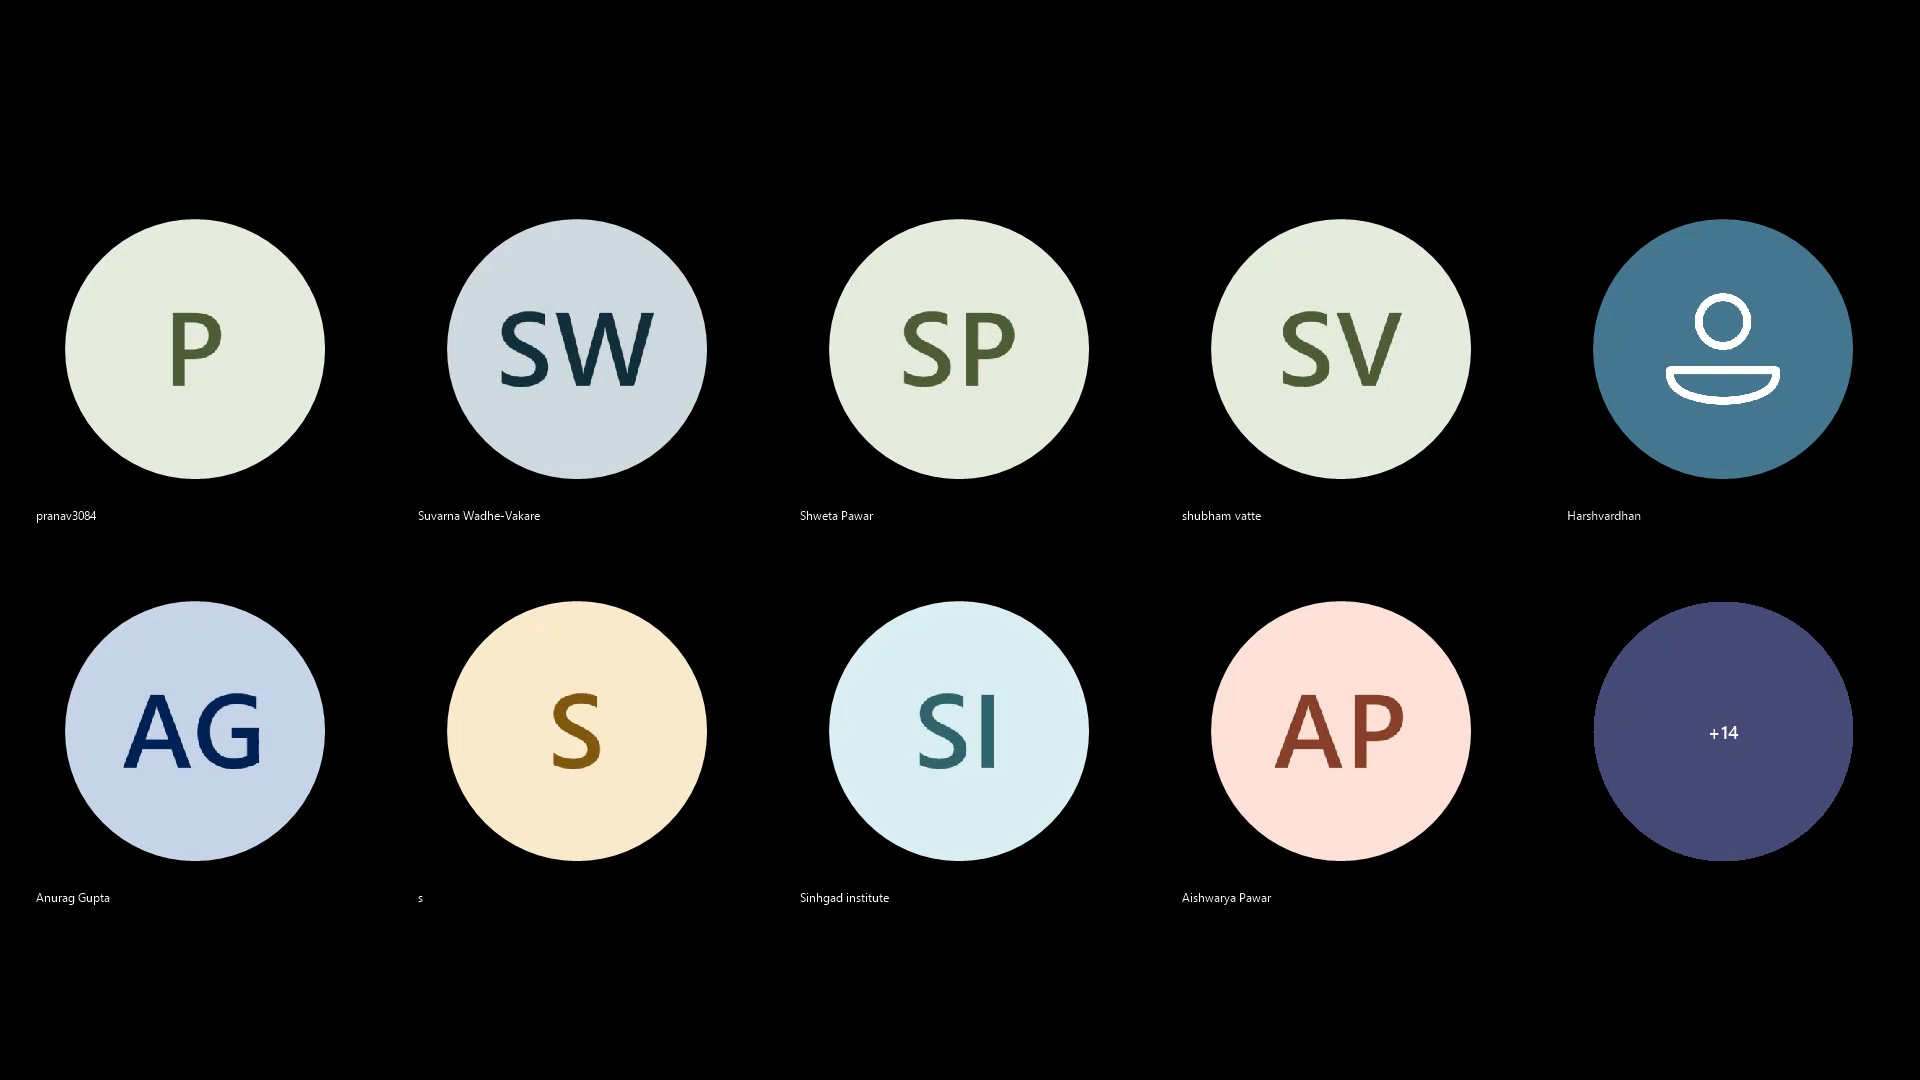 P
SW
SP
SV
pranav3084
Suvarna Wadhe-Vakare
Shweta Pawar
shubham vatte
Harshvardhan
AG
S
SI
AP
+14
Anurag Gupta
s
Sinhgad institute
Aishwarya Pawar